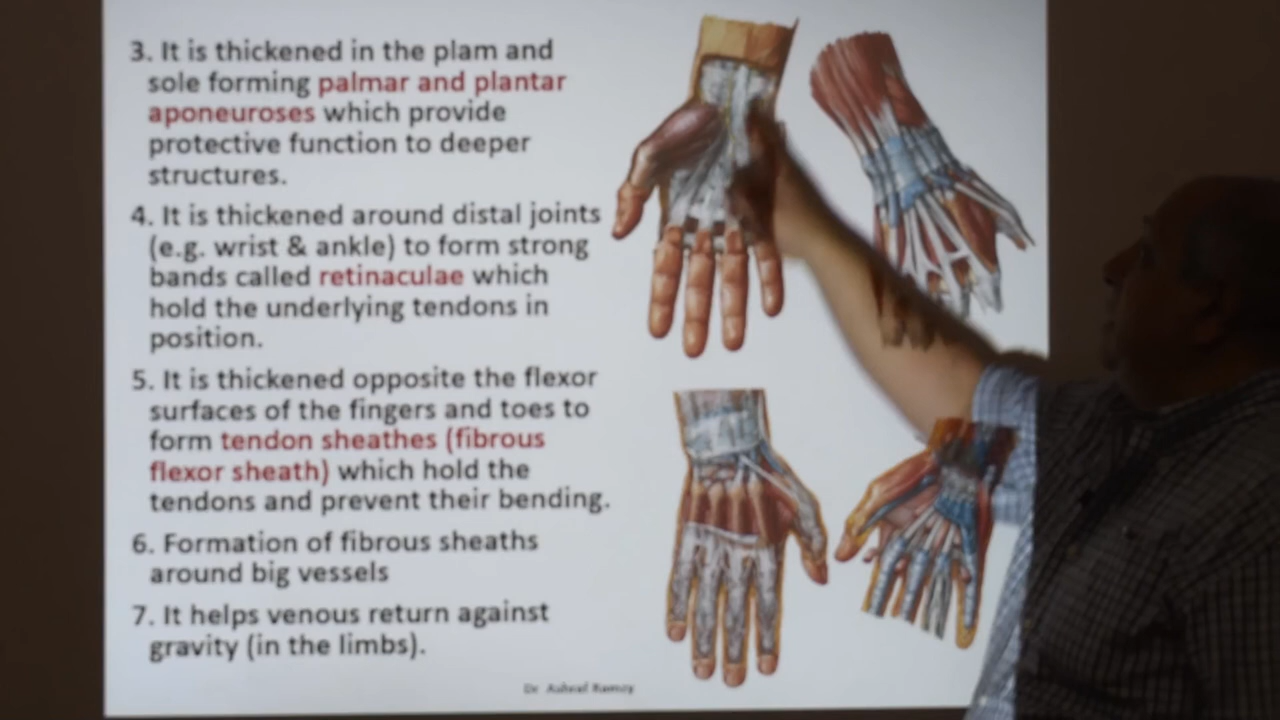 3. It is thickened in the plam and
sole forming palmar and plantar
aponeuroses which provide
protective function to deeper
structures.
4. It is thickened around distal joints
(e.g. wrist & ankle) to form strong
bands called retinaculae which
hold the underlying tendons in
position.
5. It is thickened opposite the flexor
surfaces of the fingers and toes to
form tendon sheathes (fibrous
flexor sheath) which hold the
tendons and prevent their bending.
6. Formation of fibrous sheaths
around big vessels
7. It helps venous return against
gravity (in the limbs).
Dr. Ashraf Ramzy